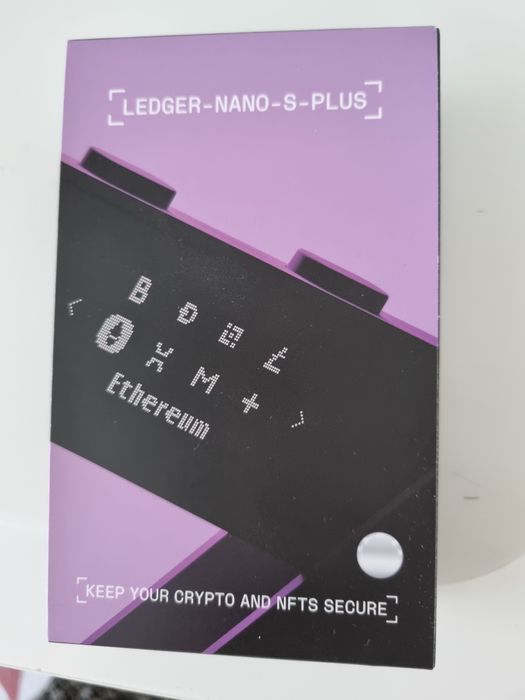 LEDGER-NANO-S-PLUS
Ethereum
KEEP YOUR CRYPTO AND NFTS SECURE